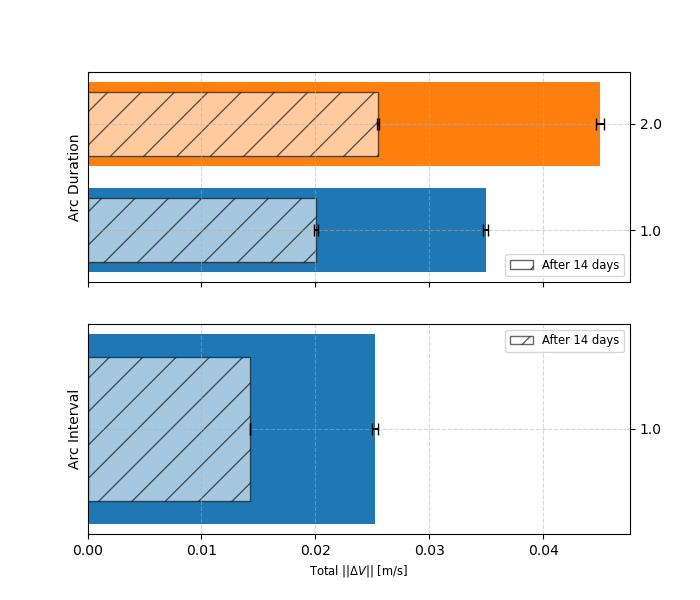 Arc Duration
2.0
1.0
After 14 days
Arc Interval
After 14 days
1.0
0.00 0.01 0.02 0.03 0.04
Total ||ΔV|| [m/s]